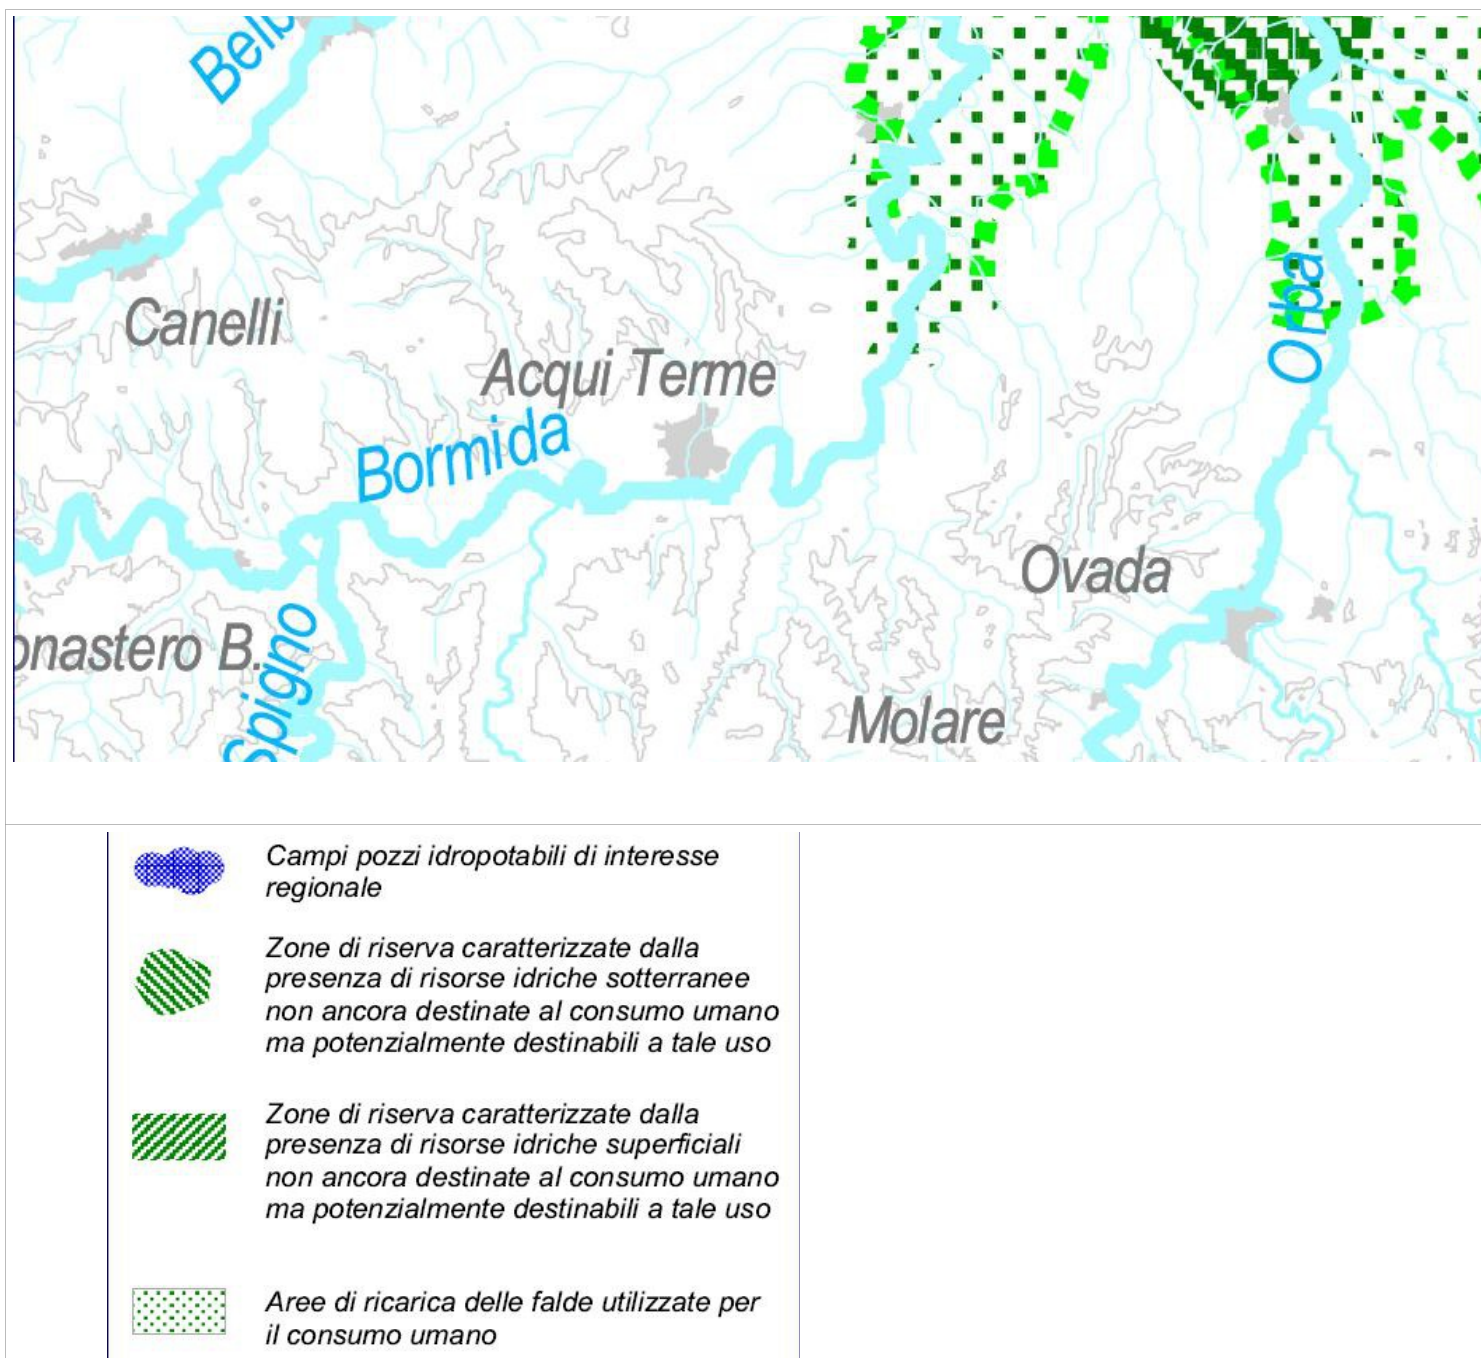 Belb
Canelli
Acqui Terme
Bormida
Orba
Ovada
onastero B.
Spigno
Molare
Campi pozzi idropotabili di interesse
regionale
Zone di riserva caratterizzate dalla
presenza di risorse idriche sotterranee
non ancora destinate al consumo umano
ma potenzialmente destinabili a tale uso
Zone di riserva caratterizzate dalla
presenza di risorse idriche superficiali
non ancora destinate al consumo umano
ma potenzialmente destinabili a tale uso
Aree di ricarica delle falde utilizzate per
il consumo umano